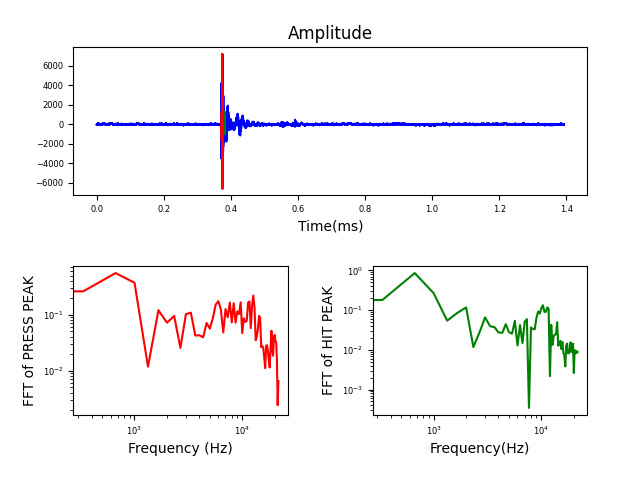 Amplitude
6000
4000
2000
0
−2000
−4000
−6000
0.0 0.2 0.4 0.6 0.8 1.0 1.2 1.4
Time(ms)
FFT of PRESS PEAK
10⁻¹
10⁻²
10³ 10⁴
Frequency (Hz)
FFT of HIT PEAK
10⁰
10⁻¹
10⁻²
10⁻³
10³ 10⁴
Frequency(Hz)